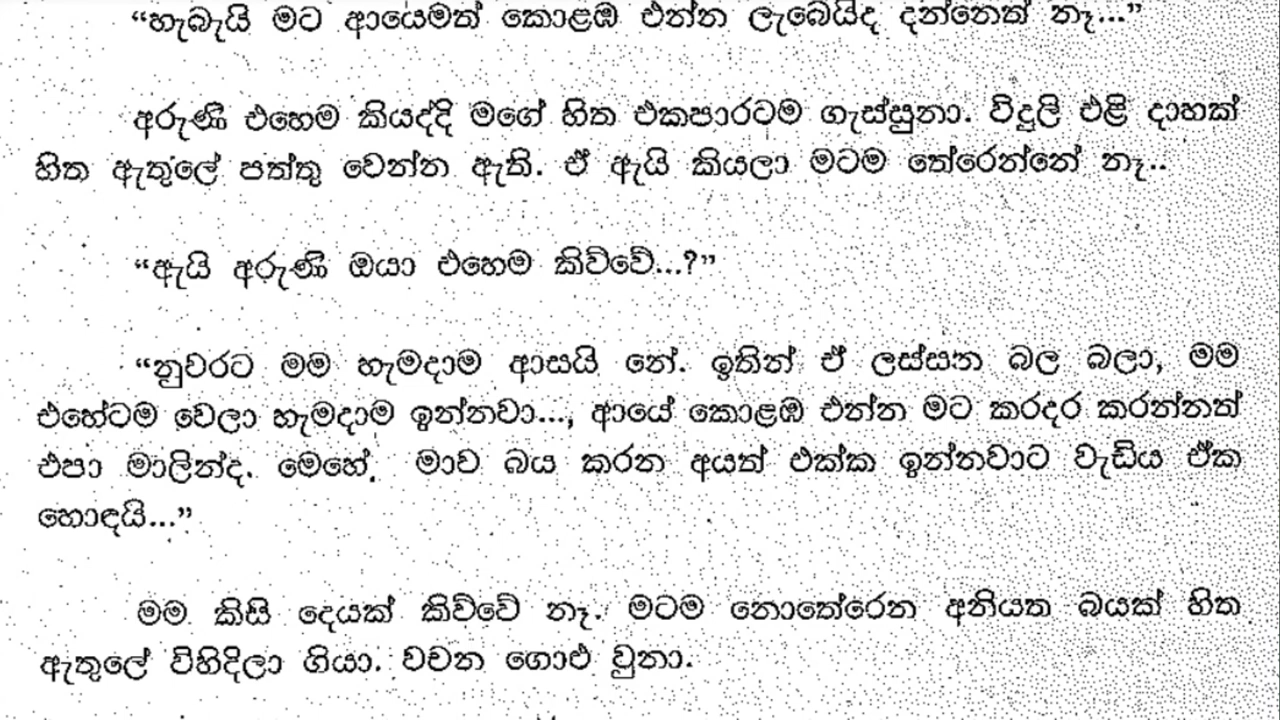 “හැබැයි මට ආයෙමත් කොළඹ එන්න ලැබෙයිද දන්නෙත් නෑ...”
අරුණි එහෙම කියද්දි මගේ හිත එකපාරටම ගැස්සුනා. විදුලි එළි දාහක්
හිත ඇතුලේ පත්තු වෙන්න ඇති. ඒ ඇයි කියලා මටම තේරෙන්නේ නෑ..
“ඇයි අරුණි ඔයා එහෙම කිව්වේ...?”
“නුවරට මම හැමදාම ආසයි නේ. ඉතින් ඒ ලස්සන බල බලා, මම
එහේටම වෙලා හැමදාම ඉන්නවා..., ආයේ කොළඹ එන්න මට කරදර කරන්නත්
එපා මාලින්ද. මෙහේ, මාව බය කරන අයත් එක්ක ඉන්නවාට වැඩිය ඒක
හොඳයි...”
මම කිසි දෙයක් කිව්වේ නෑ. මටම නොතේරෙන අනියත බයක් හිත
ඇතුලේ විහිදිලා ගියා. වචන ගොළු වුනා.